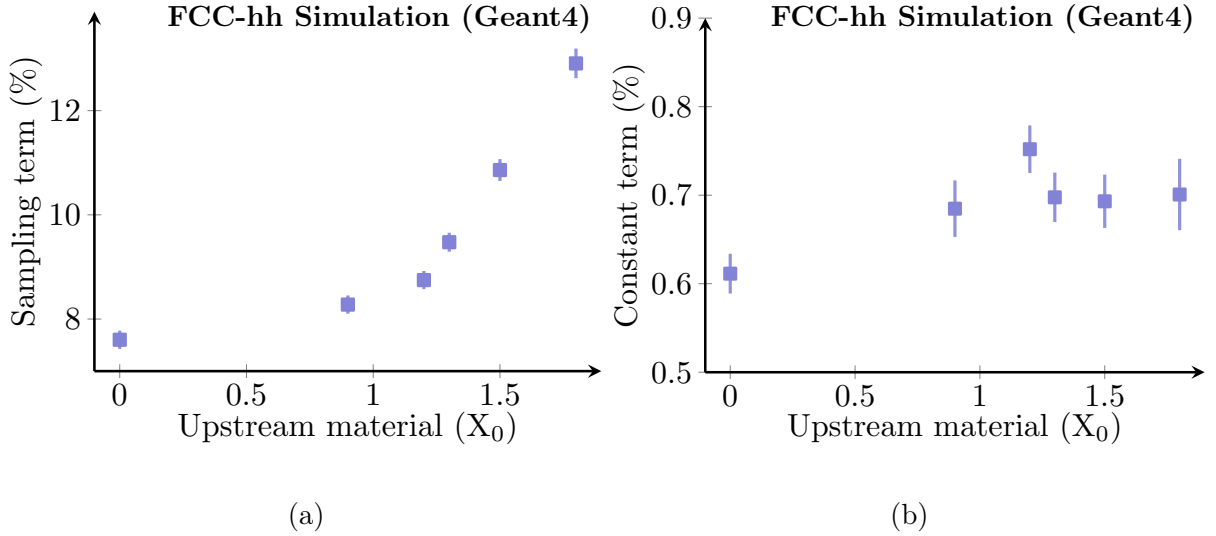 FCC-hh Simulation (Geant4)
Sampling term (%)
12
10
8
0 0.5 1 1.5
Upstream material (X₀)
(a)
FCC-hh Simulation (Geant4)
Constant term (%)
0.9
0.8
0.7
0.6
0.5
0 0.5 1 1.5
Upstream material (X₀)
(b)